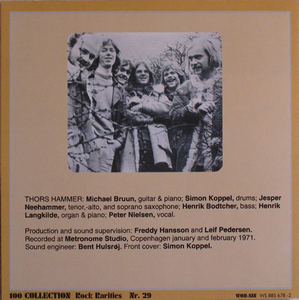 THORS HAMMER: Michael Bruun, guitar & piano; Simon Koppel, drums; Jesper
Neehammer, tenor,-alto, and soprano saxophone; Henrik Bodtcher, bass; Henrik
Langkilde, organ & piano; Peter Nielsen, vocal.
Production and sound supervision: Freddy Hansson and Leif Pedersen.
Recorded at Metronome Studio, Copenhagen january and february 1971.
Sound engineer: Bent Hulsrøj. Front cover: Simon Koppel.
100 COLLECTION Rock Rarities Nr. 29